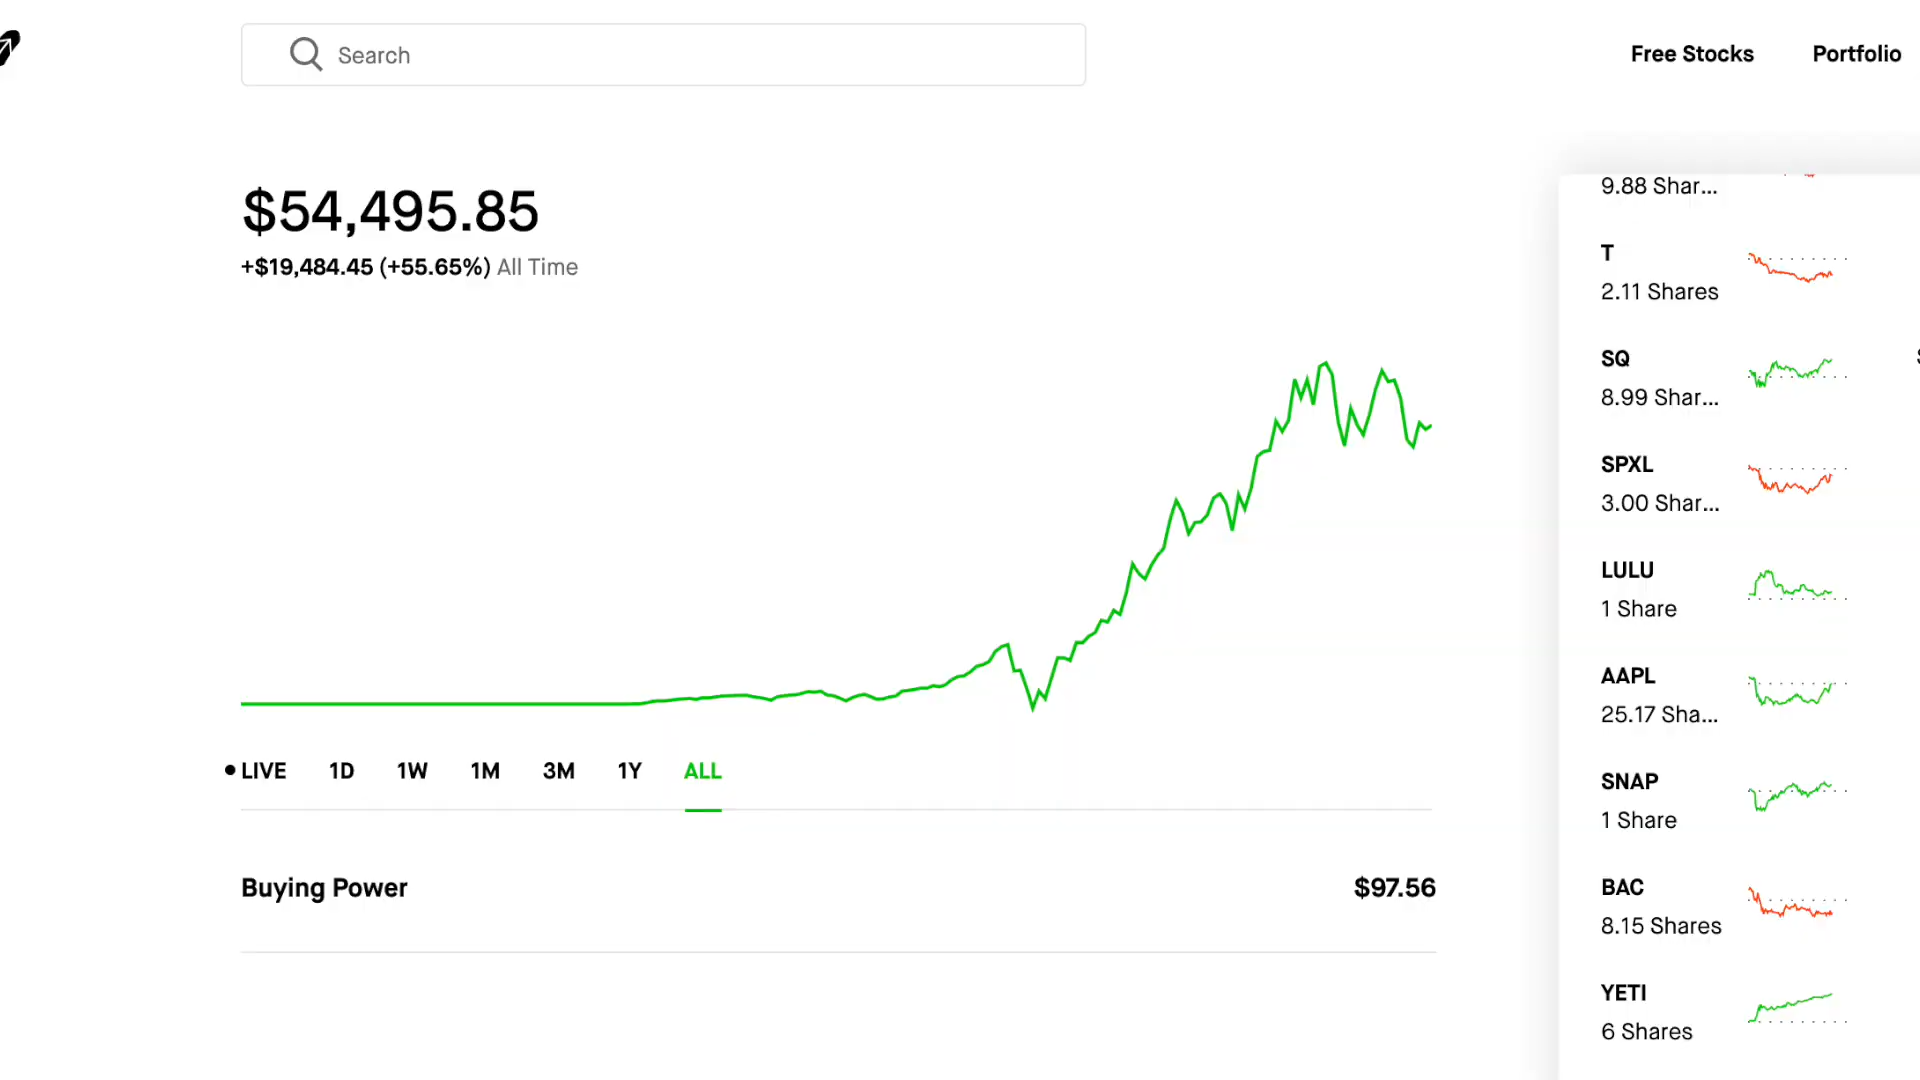 Search
Free Stocks
Portfolio
$54,495.85
+$19,484.45 (+55.65%) All Time
LIVE 1D 1W 1M 3M 1Y ALL
Buying Power
$97.56
9.88 Shar...
T
2.11 Shares
SQ
8.99 Shar...
SPXL
3.00 Shar...
LULU
1 Share
AAPL
25.17 Sha...
SNAP
1 Share
BAC
8.15 Shares
YETI
6 Shares